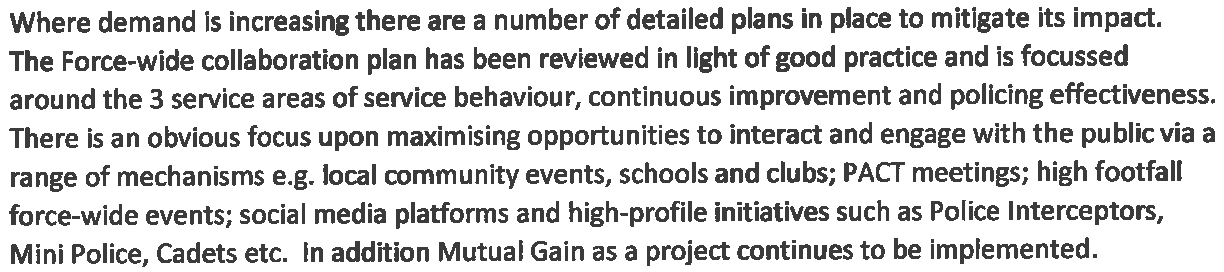 Where demand is increasing there are a number of detailed plans in place to mitigate its impact.
The Force-wide collaboration plan has been reviewed in light of good practice and is focussed
around the 3 service areas of service behaviour, continuous improvement and policing effectiveness.
There is an obvious focus upon maximising opportunities to interact and engage with the public via a
range of mechanisms e.g. local community events, schools and clubs; PACT meetings; high footfall
force-wide events; social media platforms and high-profile initiatives such as Police Interceptors,
Mini Police, Cadets etc.  In addition Mutual Gain as a project continues to be implemented.